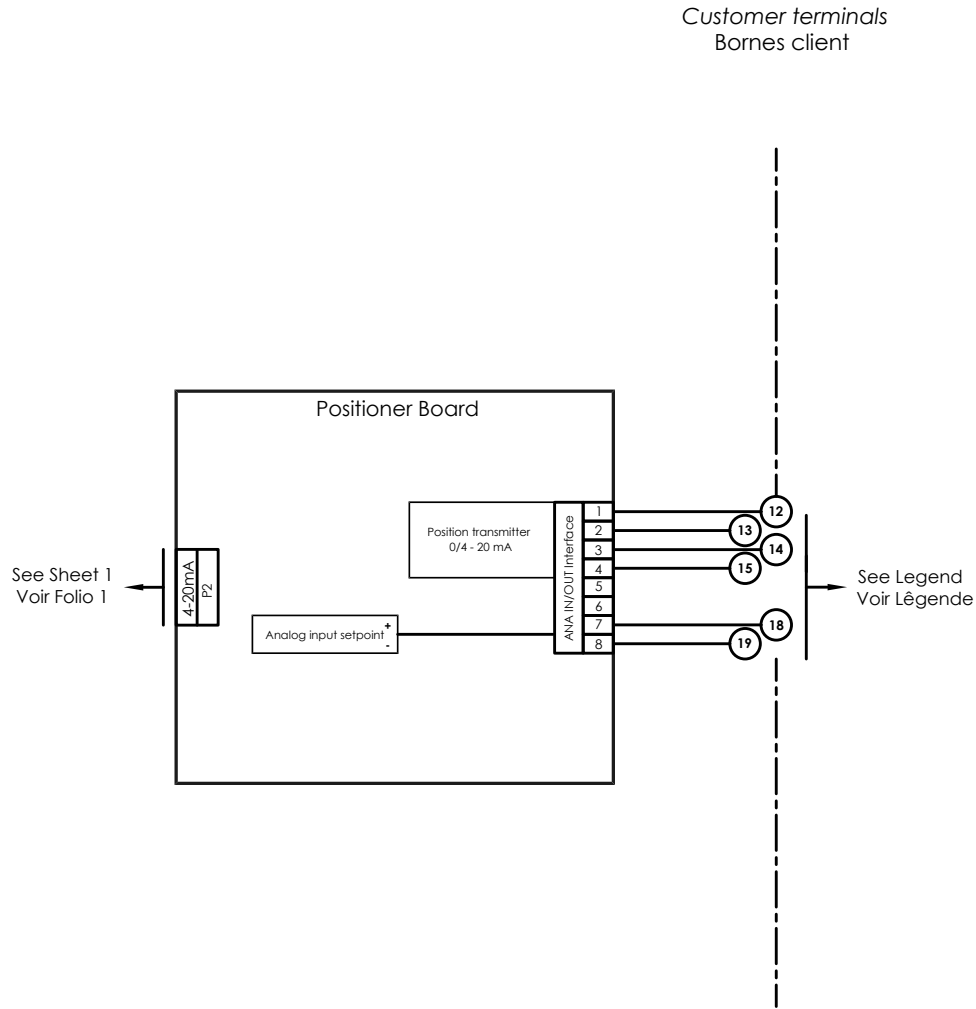 Customer terminals
Bornes client
Positioner Board
Position transmitter
0/4 - 20 mA
ANA IN/OUT Interface
1
2
3
4
5
6
7
8
12
13
14
15
18
19
See Sheet 1
Voir Folio 1
4-20mA
P2
Analog input setpoint
+
-
See Legend
Voir Lêgende